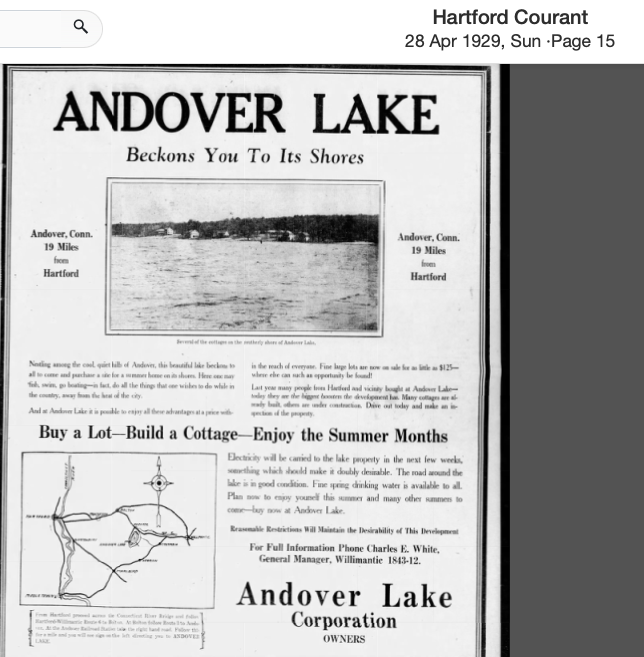 Hartford Courant
28 Apr 1929, Sun ·Page 15
ANDOVER LAKE
Beckons You To Its Shores
Andover, Conn.
19 Miles
from
Hartford
Andover, Conn.
19 Miles
from
Hartford
Several of the cottages on the northerly shore of Andover Lake.
Nestling among the cool, quiet hills of Andover, this beautiful lake beckons to
all to come and purchase a site for a summer home on its shores. Here one may
fish, swim, go boating—in fact, do all the things that one wishes to do while in
the country, away from the heat of the city.
And at Andover Lake it is possible to enjoy all these advantages at a price with-
in the reach of everyone. Fine large lots are now on sale for as little as $125—
where else can such an opportunity be found!
Last year many people from Hartford and vicinity bought at Andover Lake—
today they are the biggest boosters the development has. Many cottages are al-
ready built, others are under construction. Drive out today and make an in-
spection of the property.
Buy a Lot—Build a Cottage—Enjoy the Summer Months
Electricity will be carried to the lake property in the next few weeks,
something which should make it doubly desirable. The road around the
lake is in good condition. Fine spring drinking water is available to all.
Plan now to enjoy yourself this summer and many other summers to
come—buy now at Andover Lake.
Reasonable Restrictions Will Maintain the Desirability of This Development
For Full Information Phone Charles E. White,
General Manager, Willimantic 1843-12.
From Hartford proceed across the Connecticut River Bridge and follow
Hartford-Willimantic Route 6 to Bolton. At Bolton follow Route to Ando-
ver. At the Andover Railroad Station take the right hand road. Follow this
for a mile and you will see sign on the left directing you to ANDOVER
LAKE.
Andover Lake
Corporation
OWNERS